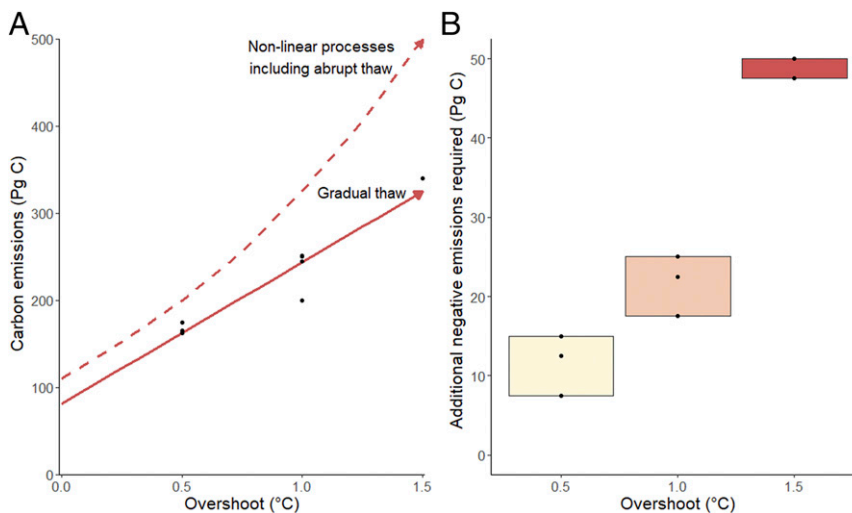 A
Carbon emissions (Pg C)
500
400
300
200
100
0
Non-linear processes
including abrupt thaw
Gradual thaw
0.0
0.5
1.0
1.5
Overshoot (°C)
B
Additional negative emissions required (Pg C)
50
40
30
20
10
0
0.5
1.0
1.5
Overshoot (°C)